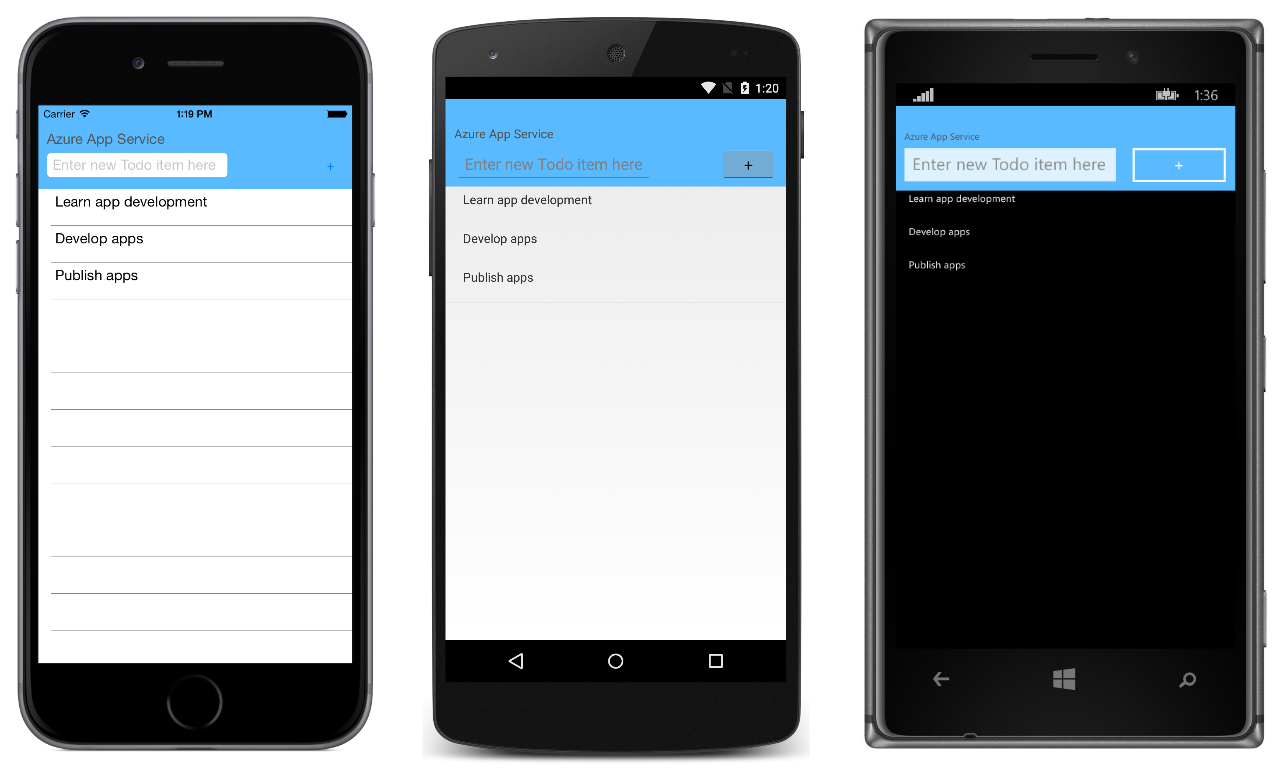 Carrier
1:19 PM
Azure App Service
Enter new Todo item here
+
Learn app development
Develop apps
Publish apps
1:20
Azure App Service
Enter new Todo item here
+
Learn app development
Develop apps
Publish apps
1:36
Azure App Service
Enter new Todo item here
+
Learn app development
Develop apps
Publish apps